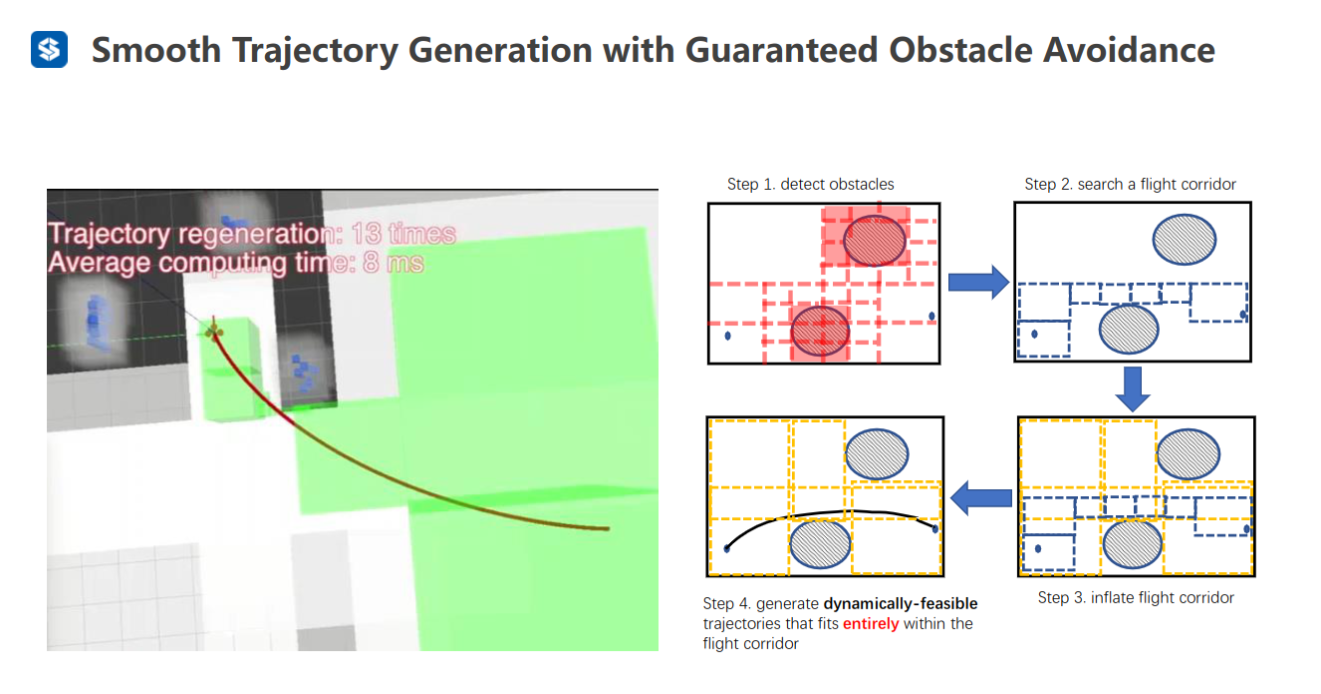 Smooth Trajectory Generation with Guaranteed Obstacle Avoidance
Trajectory regeneration: 13 times
Average computing time: 8 ms
Step 1. detect obstacles
Step 2. search a flight corridor
Step 3. inflate flight corridor
Step 4. generate dynamically-feasible
trajectories that fits entirely within the
flight corridor